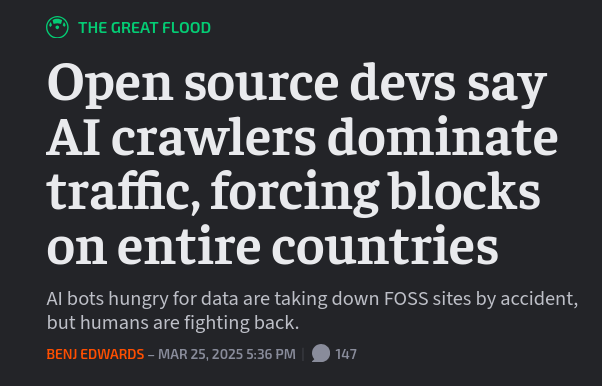 THE GREAT FLOOD
Open source devs say
AI crawlers dominate
traffic, forcing blocks
on entire countries
AI bots hungry for data are taking down FOSS sites by accident,
but humans are fighting back.
BENJ EDWARDS – MAR 25, 2025 5:36 PM | 147